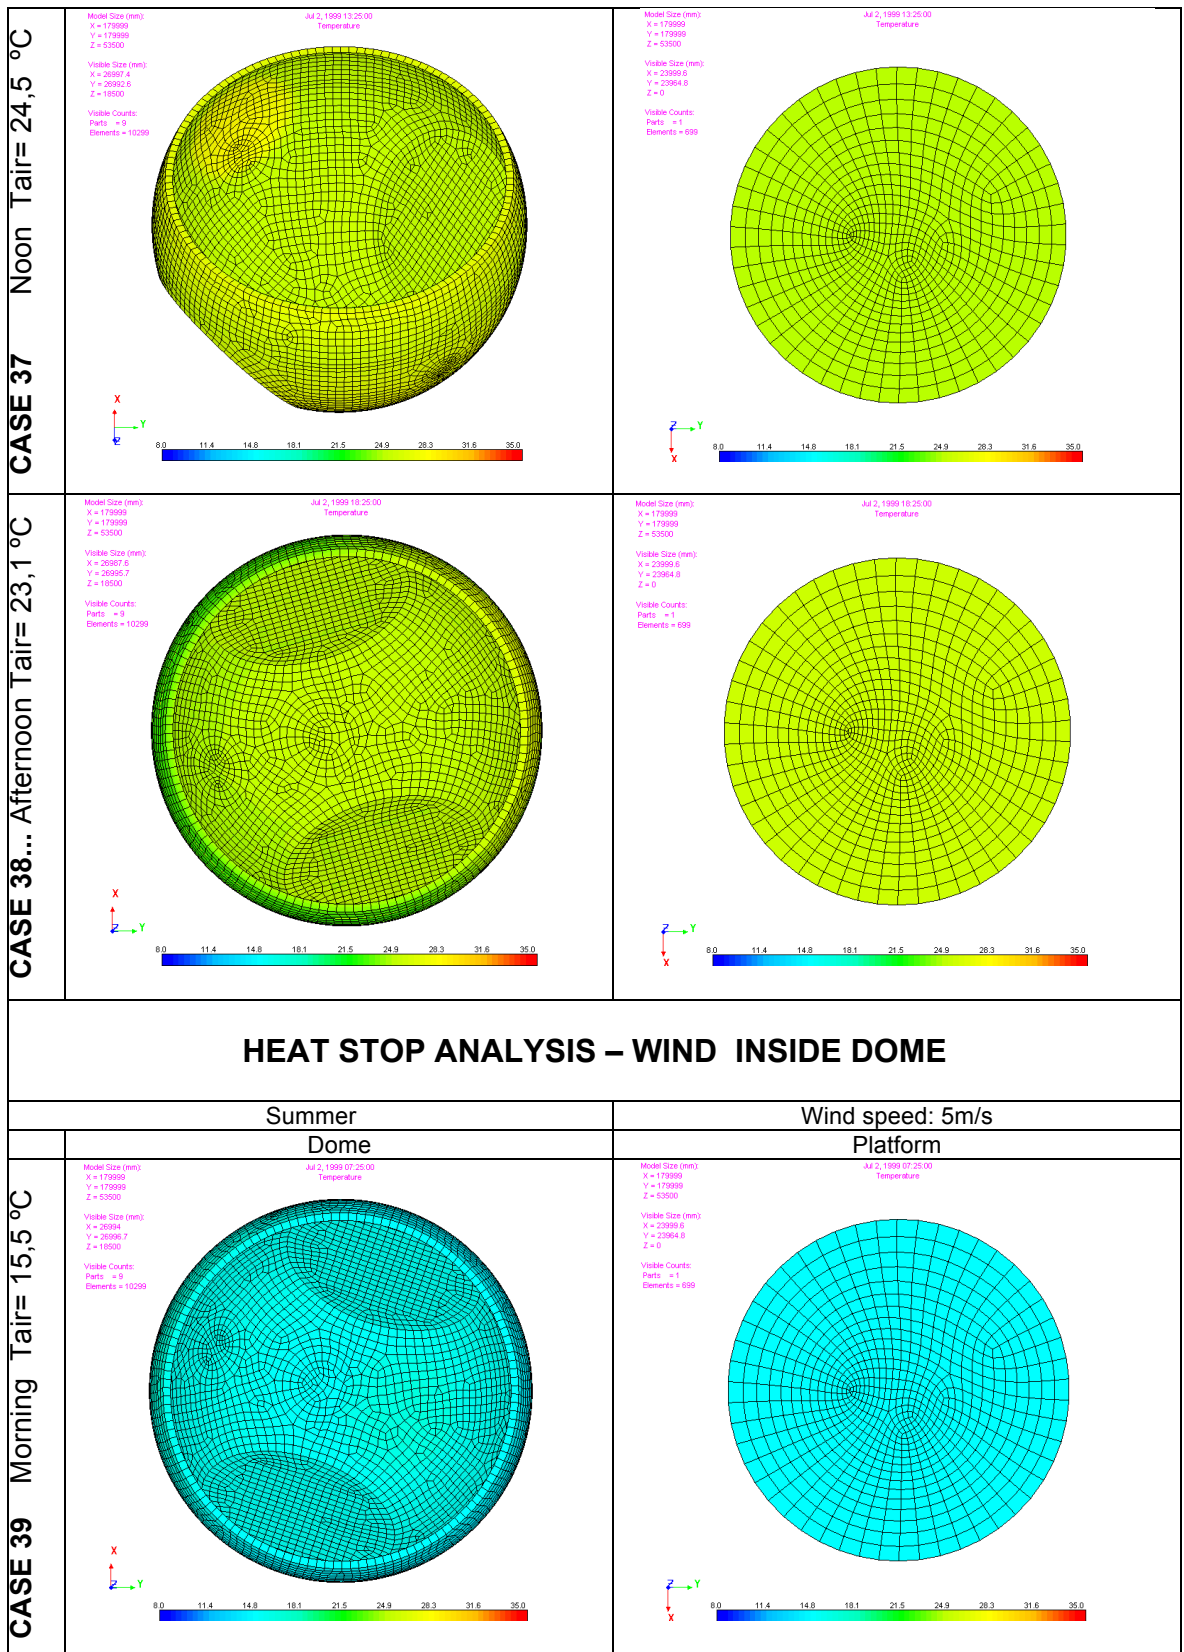 CASE 37 Noon Tair= 24,5 ºC
Model Size (mm):
X = 179999
Y = 179999
Z = 53500
Visible Size (mm):
X = 26997.4
Y = 26992.6
Z = 18500
Visible Counts:
Parts = 9
Elements = 10299
Jul 2, 1999 13:25:00
Temperature
X
Y
Z
8.0 11.4 14.8 18.1 21.5 24.9 28.3 31.6 35.0
Model Size (mm):
X = 179999
Y = 179999
Z = 53500
Visible Size (mm):
X = 23999.6
Y = 23964.8
Z = 0
Visible Counts:
Parts = 1
Elements = 699
Jul 2, 1999 13:25:00
Temperature
Z Y
X
8.0 11.4 14.8 18.1 21.5 24.9 28.3 31.6 35.0
CASE 38... Afternoon Tair= 23,1 ºC
Model Size (mm):
X = 179999
Y = 179999
Z = 53500
Visible Size (mm):
X = 26987.6
Y = 26995.7
Z = 18500
Visible Counts:
Parts = 9
Elements = 10299
Jul 2, 1999 18:25:00
Temperature
X
Z Y
8.0 11.4 14.8 18.1 21.5 24.9 28.3 31.6 35.0
Model Size (mm):
X = 179999
Y = 179999
Z = 53500
Visible Size (mm):
X = 23999.6
Y = 23964.8
Z = 0
Visible Counts:
Parts = 1
Elements = 699
Jul 2, 1999 18:25:00
Temperature
Z Y
X
8.0 11.4 14.8 18.1 21.5 24.9 28.3 31.6 35.0
HEAT STOP ANALYSIS – WIND INSIDE DOME
Summer Wind speed: 5m/s
Dome Platform
CASE 39 Morning Tair= 15,5 ºC
Model Size (mm):
X = 179999
Y = 179999
Z = 53500
Visible Size (mm):
X = 26994
Y = 26996.7
Z = 18500
Visible Counts:
Parts = 9
Elements = 10299
Jul 2, 1999 07:25:00
Temperature
X
Z Y
8.0 11.4 14.8 18.1 21.5 24.9 28.3 31.6 35.0
Model Size (mm):
X = 179999
Y = 179999
Z = 53500
Visible Size (mm):
X = 23999.6
Y = 23964.8
Z = 0
Visible Counts:
Parts = 1
Elements = 699
Jul 2, 1999 07:25:00
Temperature
Z Y
X
8.0 11.4 14.8 18.1 21.5 24.9 28.3 31.6 35.0